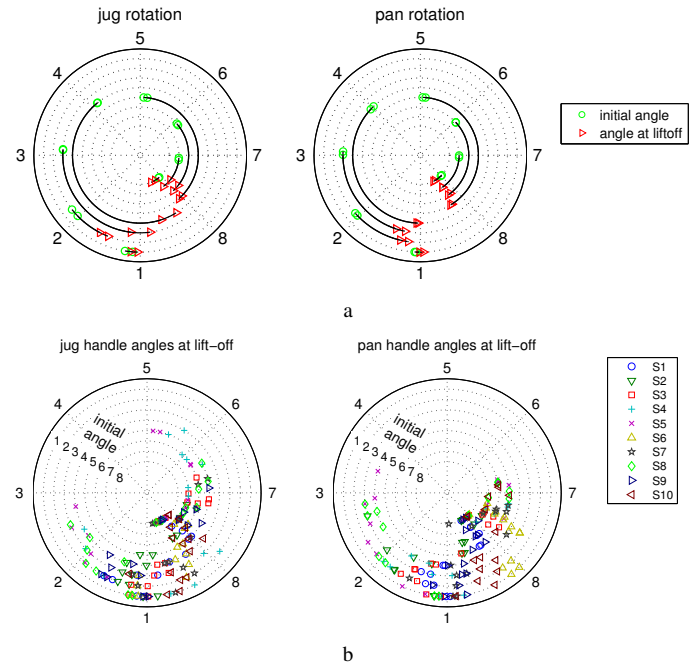 jug rotation
pan rotation
5
4
6
3
7
2
8
1
5
4
6
3
7
2
8
1
initial angle
angle at liftoff
a
jug handle angles at lift−off
pan handle angles at lift−off
5
4
6
initial
angle
1 2 3 4 5 6 7 8
3
7
2
8
1
5
4
6
initial
angle
1 2 3 4 5 6 7 8
3
7
2
8
1
S1
S2
S3
S4
S5
S6
S7
S8
S9
S10
b